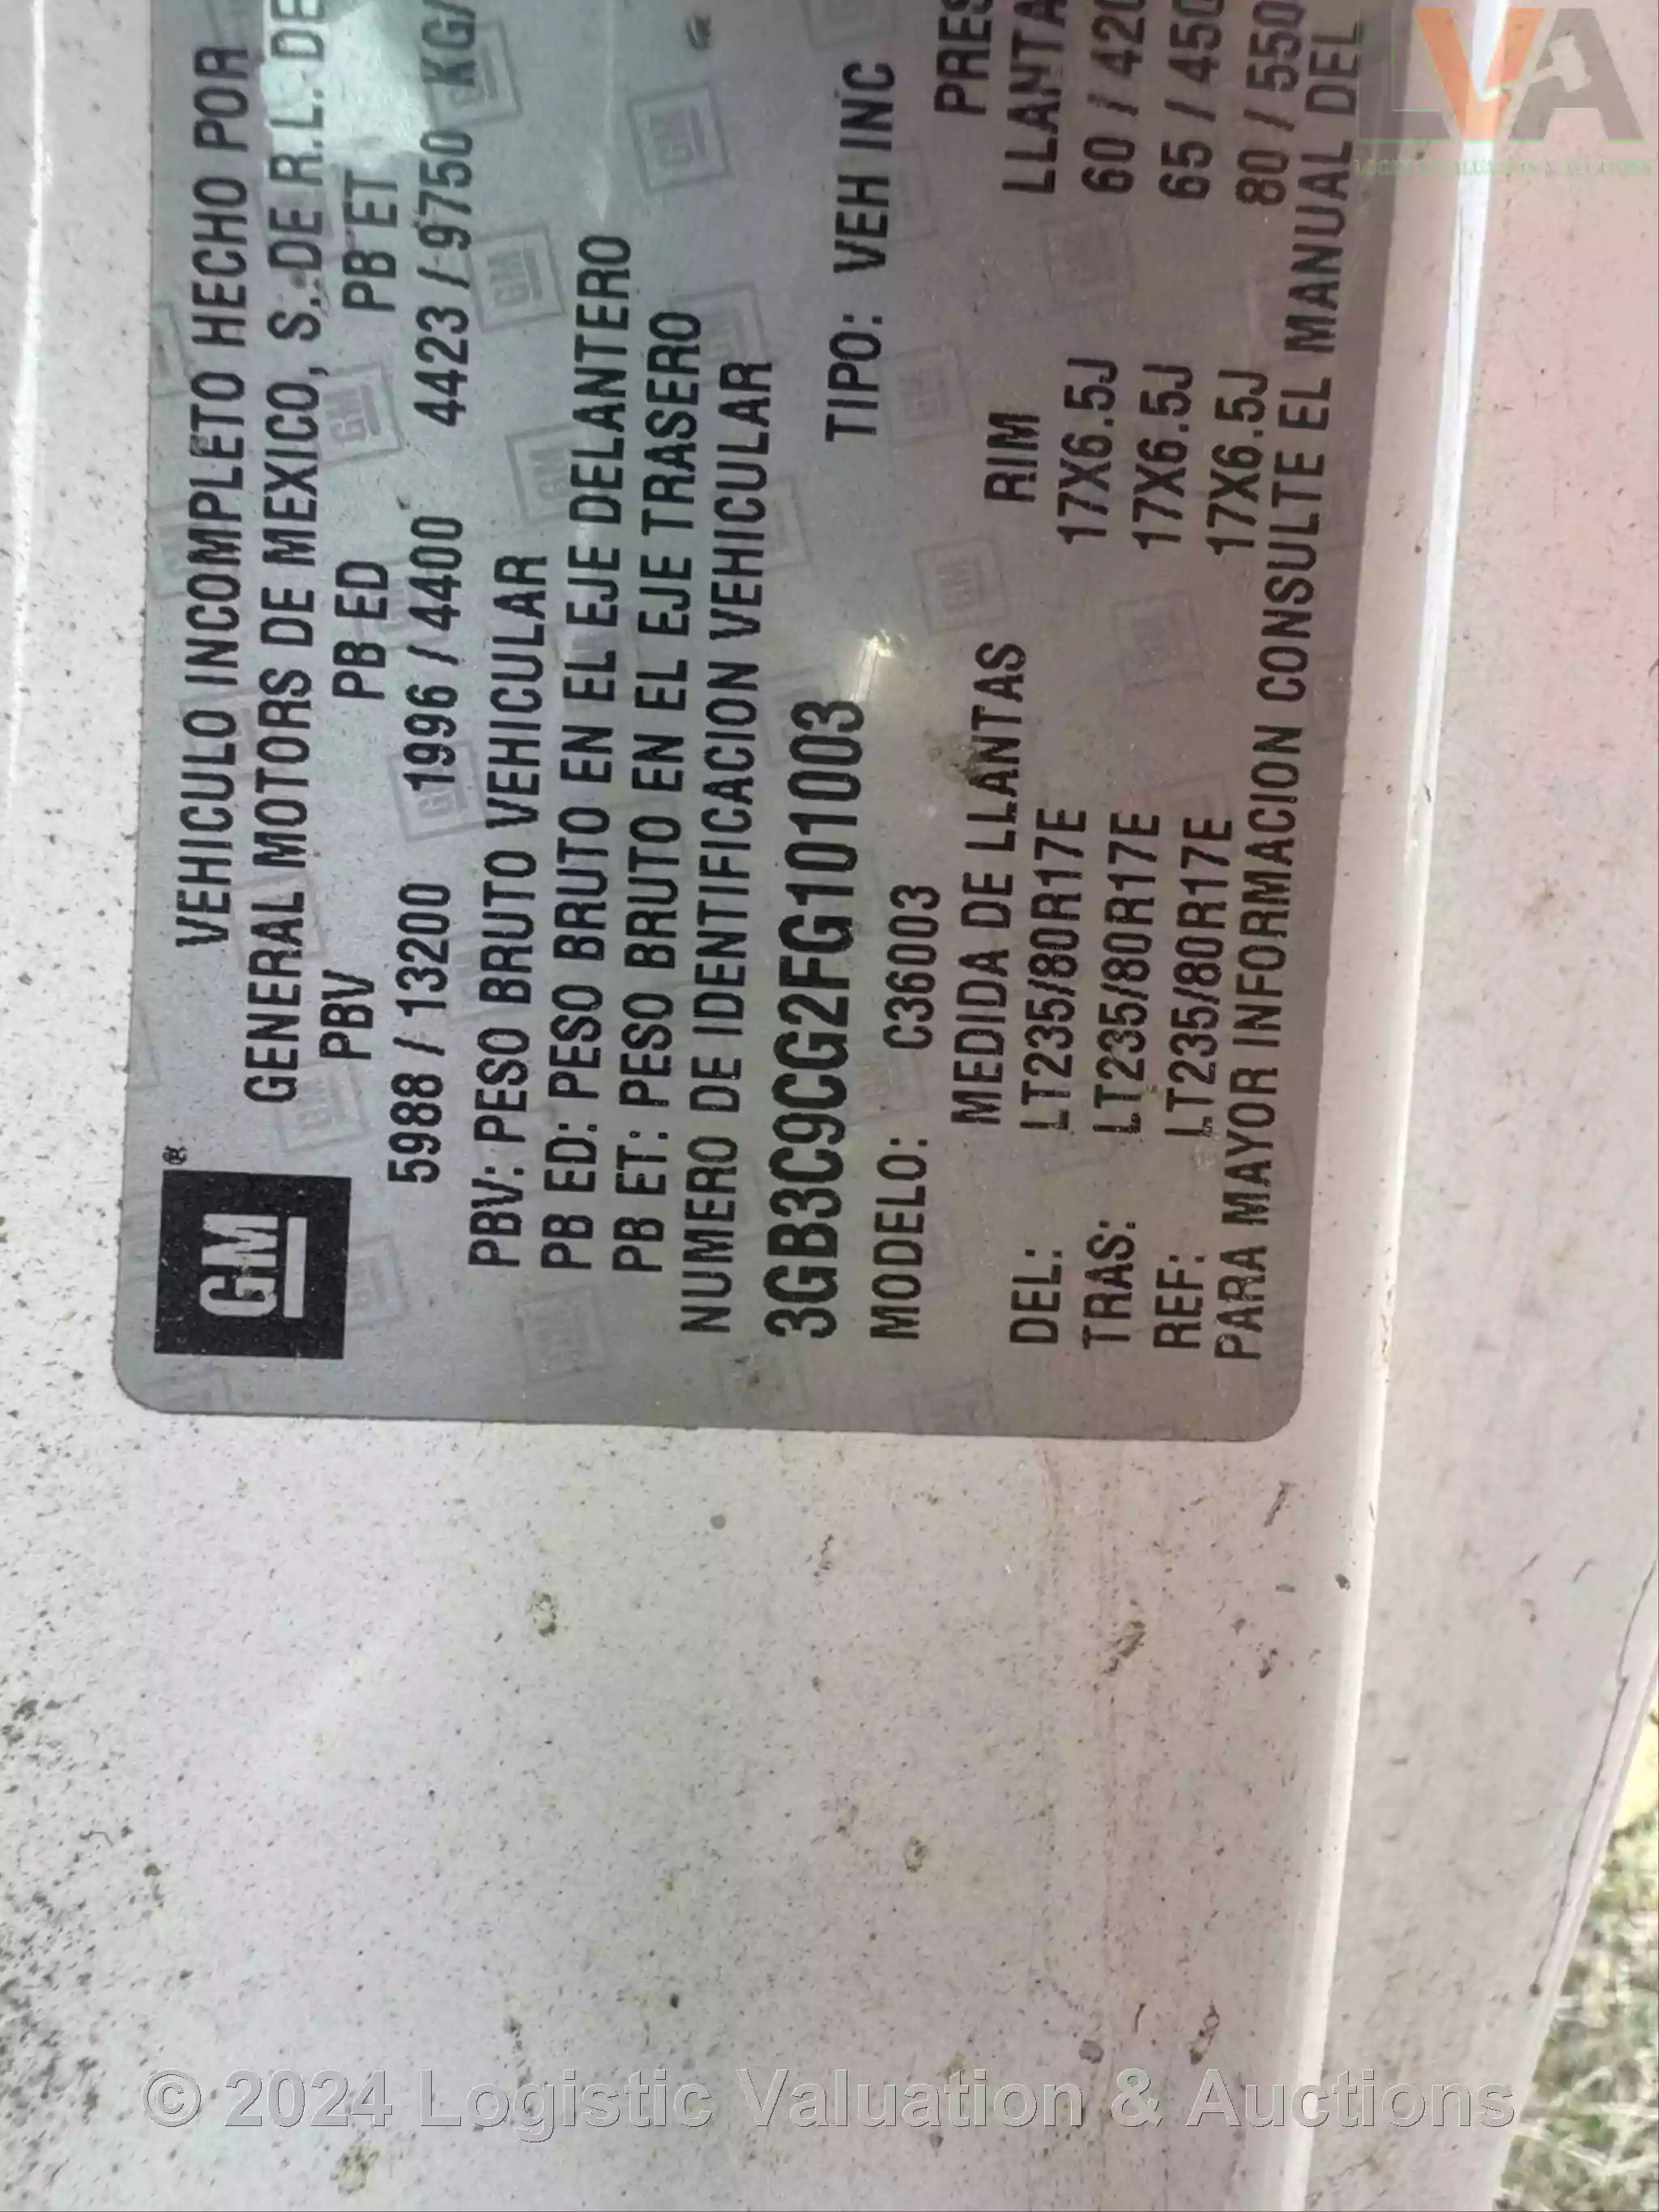 GM
VEHICULO INCOMPLETO HECHO POR
GENERAL MOTORS DE MEXICO, S. DE R.L. DE
PBV PB ED PB ET
5988 / 13200 1996 / 4400 4423 / 9750 KG/
PBV: PESO BRUTO VEHICULAR
PB ED: PESO BRUTO EN EL EJE DELANTERO
PB ET: PESO BRUTO EN EL EJE TRASERO
NUMERO DE IDENTIFICACION VEHICULAR
3GB3C9CG2FG101003
MODELO: C36003 TIPO: VEH INC
MEDIDA DE LLANTAS RIM LLANTA
DEL: LT235/80R17E 17X6.5J 60 / 420
TRAS: LT235/80R17E 17X6.5J 65 / 450
REF: LT235/80R17E 17X6.5J 80 / 550
PARA MAYOR INFORMACION CONSULTE EL MANUAL DEL
LVA
© 2024 Logistic Valuation & Auctions